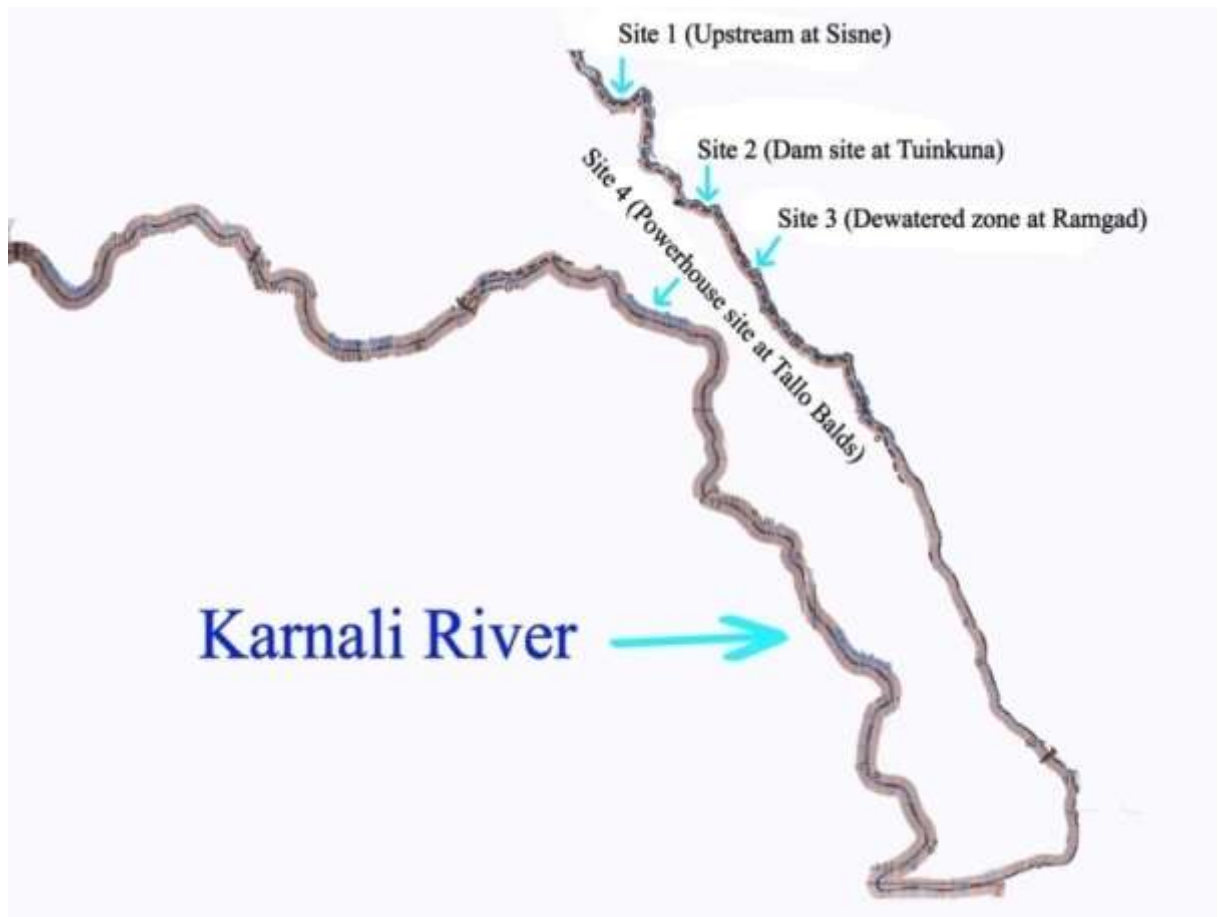 Site 1 (Upstream at Sisne)
Site 2 (Dam site at Tuinkuna)
Site 3 (Dewatered zone at Ramgad)
Site 4 (Powerhouse site at Tallo Balds)
Karnali River